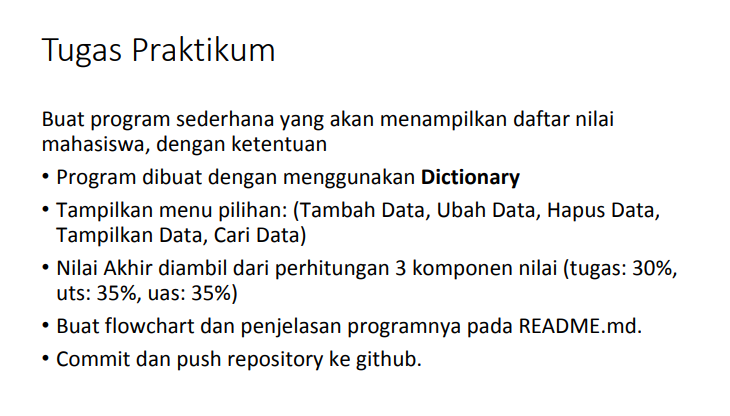 Tugas Praktikum
Buat program sederhana yang akan menampilkan daftar nilai
mahasiswa, dengan ketentuan
• Program dibuat dengan menggunakan Dictionary
• Tampilkan menu pilihan: (Tambah Data, Ubah Data, Hapus Data,
Tampilkan Data, Cari Data)
• Nilai Akhir diambil dari perhitungan 3 komponen nilai (tugas: 30%,
uts: 35%, uas: 35%)
• Buat flowchart dan penjelasan programnya pada README.md.
• Commit dan push repository ke github.